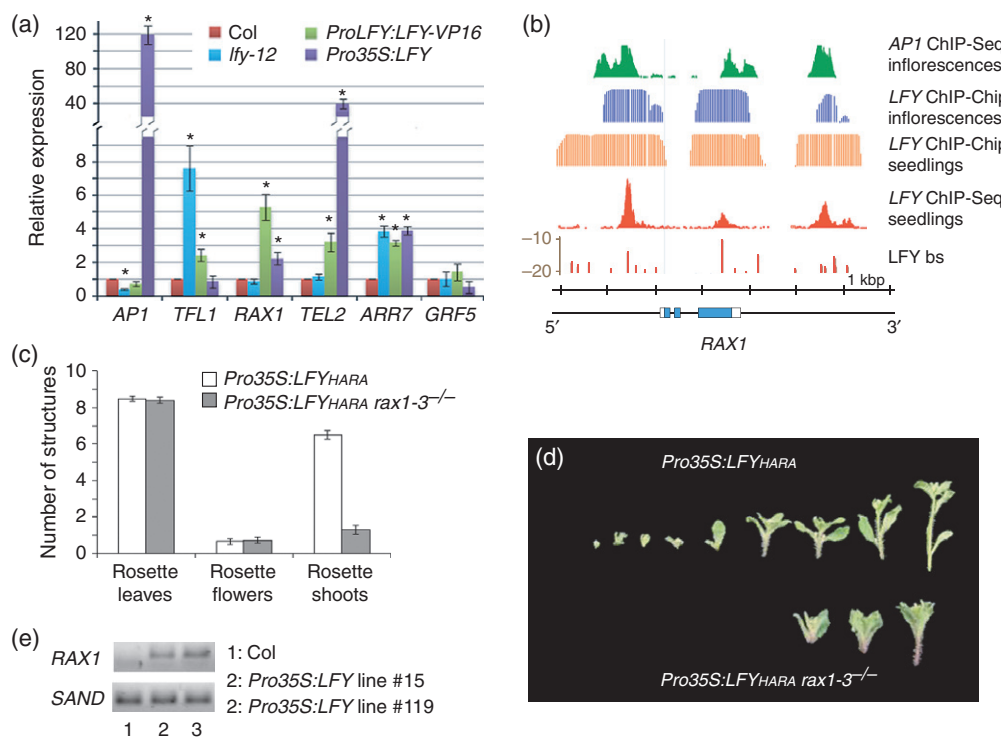 (a)
Col
lfy-12
ProLFY:LFY-VP16
Pro35S:LFY
Relative expression
120
80
40
8
6
4
2
0
* * * * * * * * * * * *
AP1 TFL1 RAX1 TEL2 ARR7 GRF5
(b)
AP1 ChIP-Seq
inflorescences
LFY ChIP-Chip
inflorescences
LFY ChIP-Chip
seedlings
LFY ChIP-Seq
seedlings
−10
−20
LFY bs
1 kbp
5′ 3′
RAX1
(c)
Pro35S:LFYHARA
Pro35S:LFYHARA rax1-3−/−
Number of structures
10
8
6
4
2
0
Rosette leaves
Rosette flowers
Rosette shoots
(d)
Pro35S:LFYHARA
Pro35S:LFYHARA rax1-3−/−
(e)
RAX1
SAND
1 2 3
1: Col
2: Pro35S:LFY line #15
2: Pro35S:LFY line #119